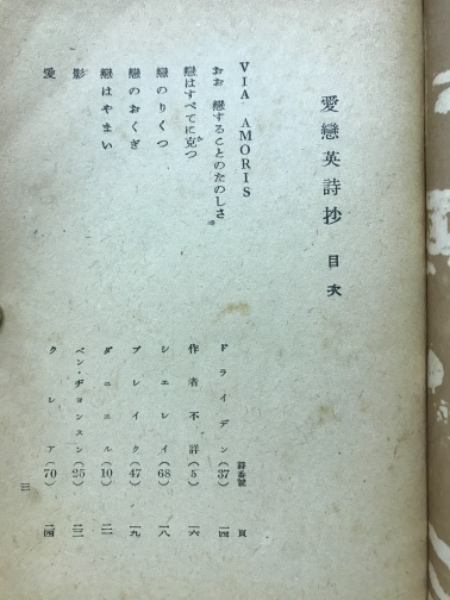 愛戀英詩抄 目次
VIA AMORIS 詩番號 頁
おお 戀することのたのしさ ドライデン (37) 一四
戀はすべてに克つ 作者不詳 (5) 一六
戀のりくつ シェレイ (68) 一八
戀のおくぎ ブレイク (47) 一九
戀はやまい ダニエル (10) 二一
影 ベン・ヂョンスン (25) 二二
愛 クレア (70) 二四
三